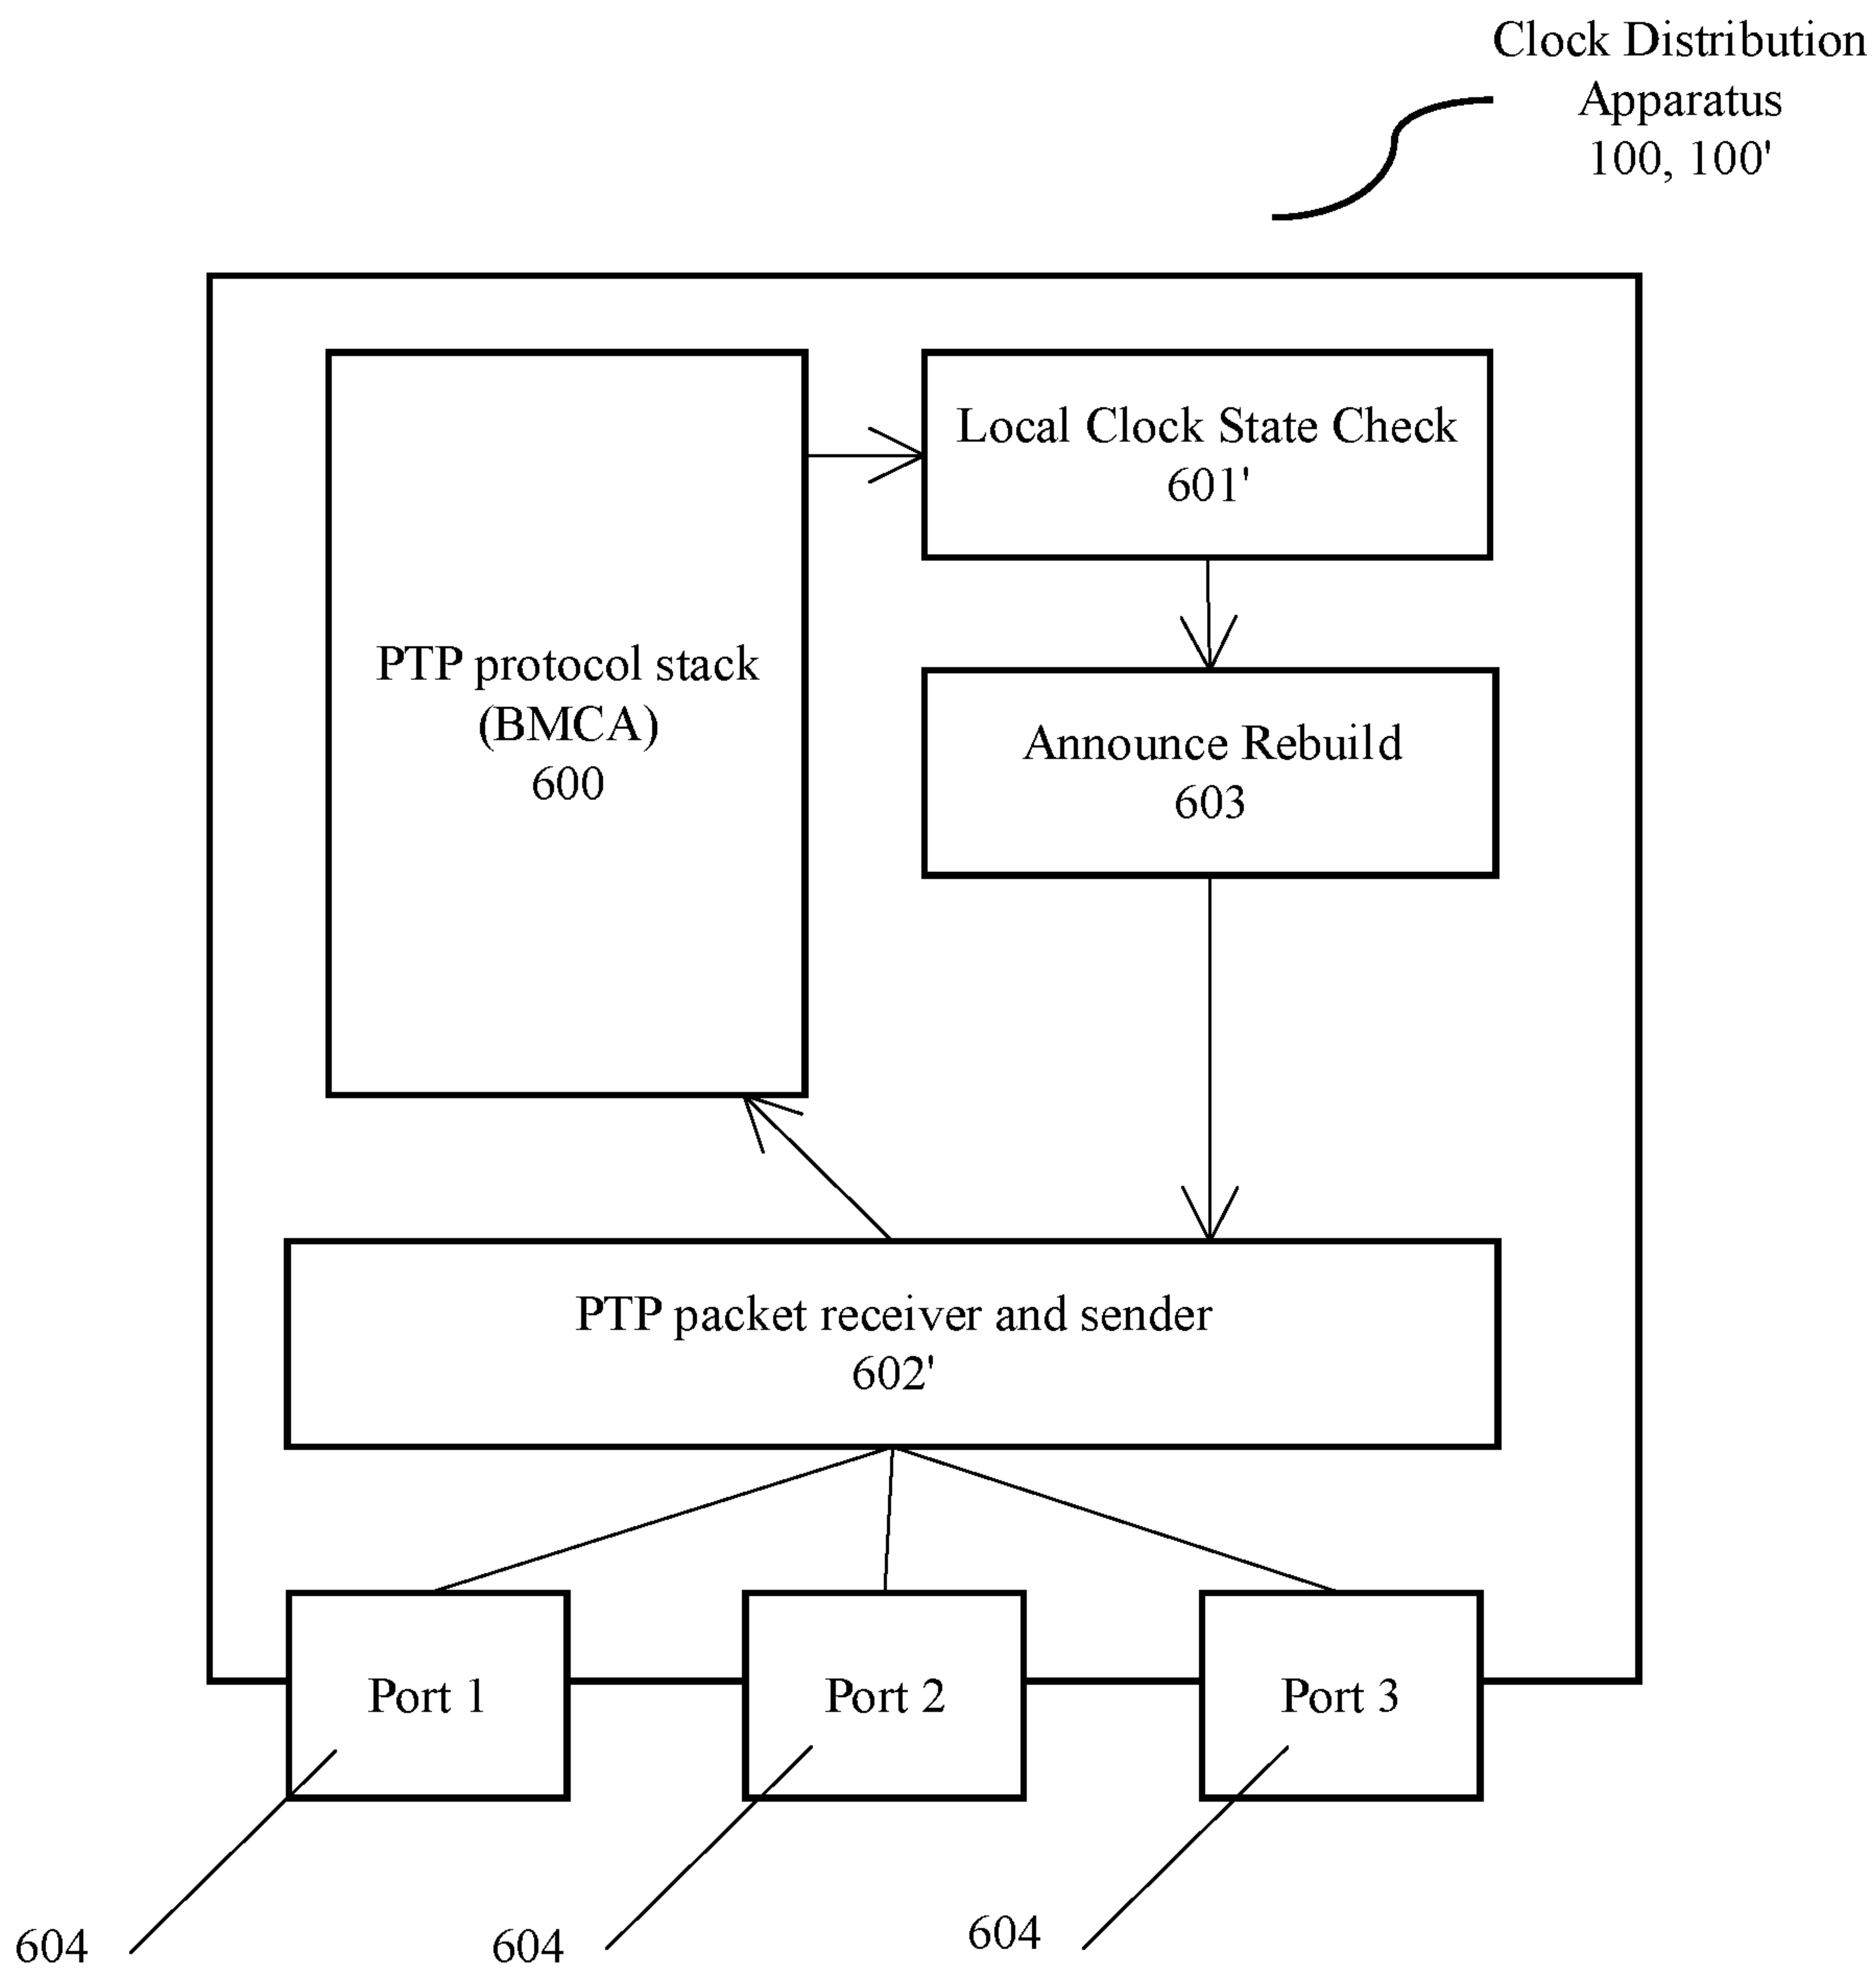 Clock Distribution
Apparatus
100, 100'
Local Clock State Check
601'
PTP protocol stack
(BMCA)
600
Announce Rebuild
603
PTP packet receiver and sender
602'
Port 1
Port 2
Port 3
604
604
604